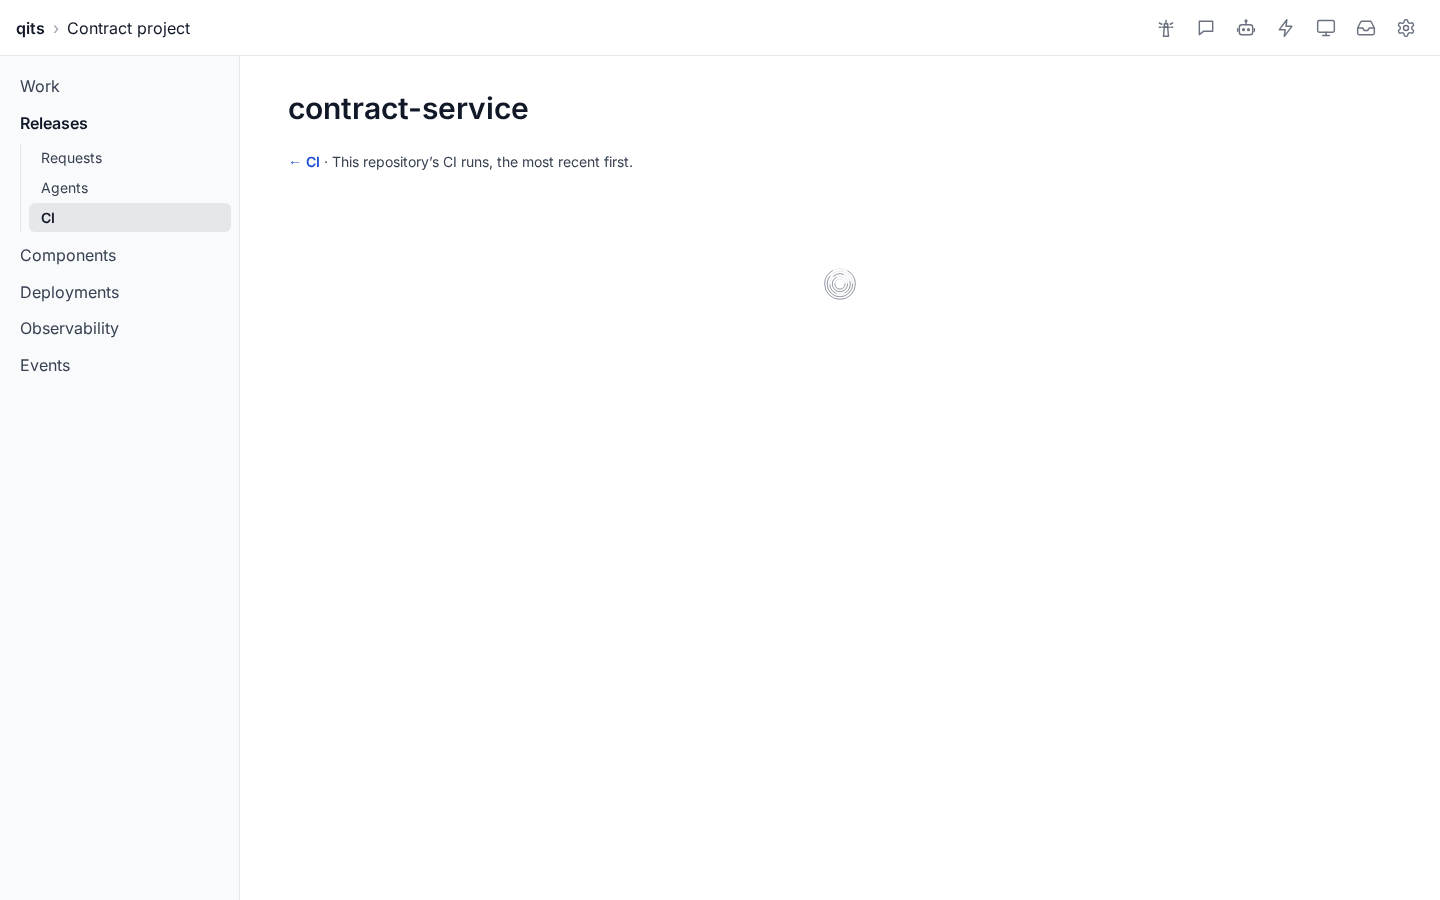 qits › Contract project
Work
Releases
Requests
Agents
CI
Components
Deployments
Observability
Events
contract-service
← CI · This repository’s CI runs, the most recent first.